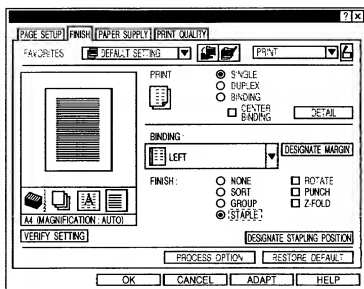 ? X
PAGE SETUP FINISH PAPER SUPPLY PRINT QUALITY
FAVORITES DEFAULT SETTING PRINT
PRINT SINGLE
DUPLEX
BINDING
CENTER BINDING DETAIL
BINDING:
LEFT DESIGNATE MARGIN
FINISH: NONE ROTATE
SORT PUNCH
GROUP Z-FOLD
STAPLE
A
A4 (MAGNIFICATION: AUTO)
VERIFY SETTING DESIGNATE STAPLING POSITION
PROCESS OPTION RESTORE DEFAULT
OK CANCEL ADAPT HELP